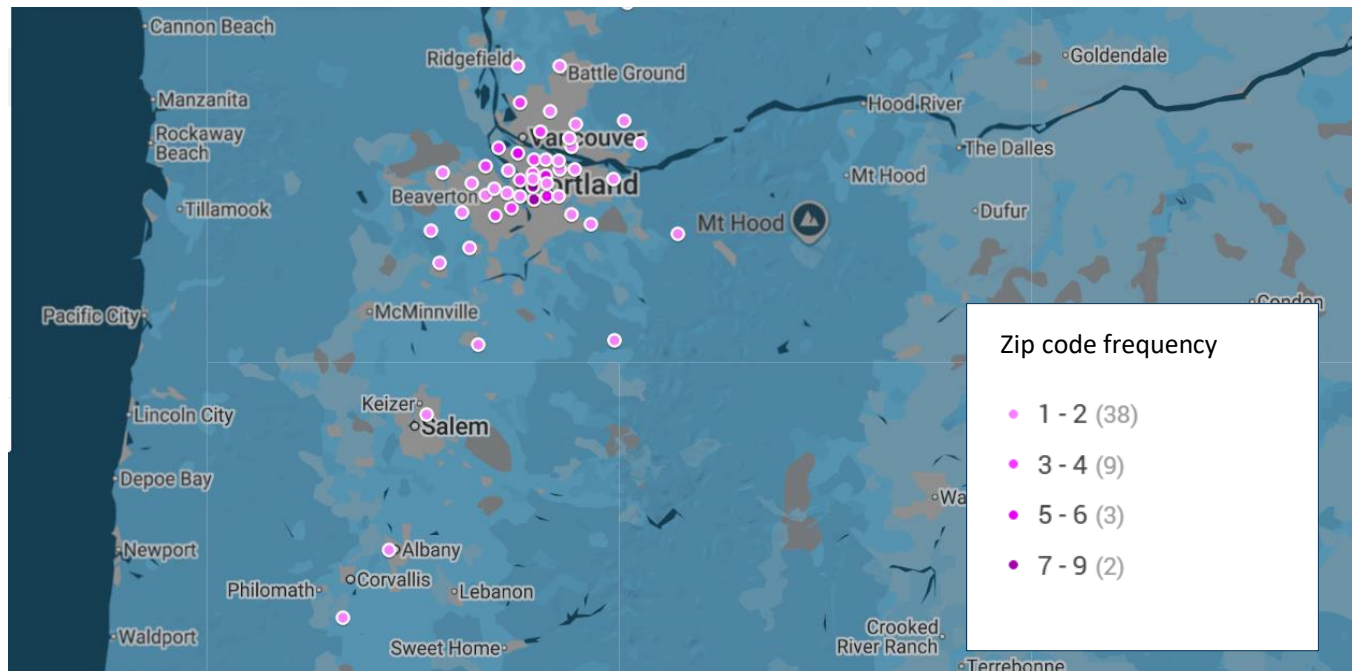 Cannon Beach
Goldendale
Ridgefield
Battle Ground
Manzanita
Hood River
Rockaway
Beach
Vancouver
The Dalles
Mt Hood
Portland
Beaverton
Tillamook
Dufur
Mt Hood
Pacific City
McMinnville
Condon
Zip code frequency
1 - 2 (38)
3 - 4 (9)
5 - 6 (3)
7 - 9 (2)
Keizer
Lincoln City
Salem
Depoe Bay
Wa
Newport
Albany
Corvallis
Philomath
Lebanon
Waldport
Sweet Home
Crooked
River Ranch
Terrebonne